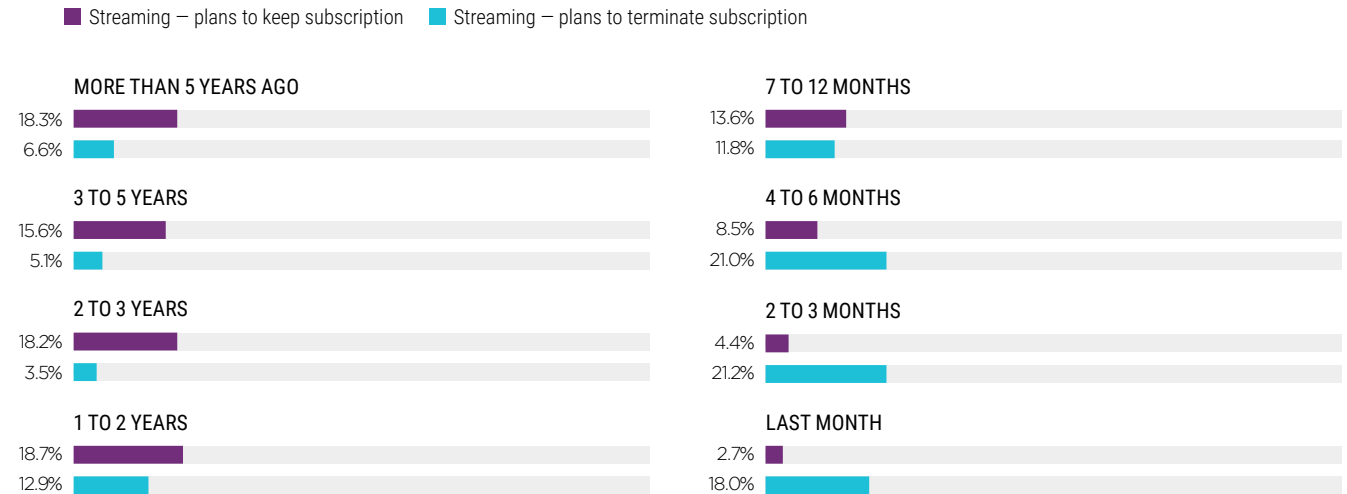 Streaming — plans to keep subscription Streaming — plans to terminate subscription
MORE THAN 5 YEARS AGO
18.3%
6.6%
3 TO 5 YEARS
15.6%
5.1%
2 TO 3 YEARS
18.2%
3.5%
1 TO 2 YEARS
18.7%
12.9%
7 TO 12 MONTHS
13.6%
11.8%
4 TO 6 MONTHS
8.5%
21.0%
2 TO 3 MONTHS
4.4%
21.2%
LAST MONTH
2.7%
18.0%